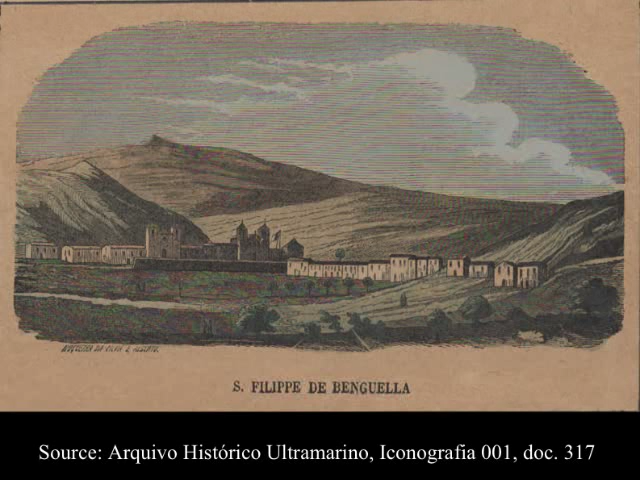 S. FILIPPE DE BENGUELLA
Source: Arquivo Histórico Ultramarino, Iconografia 001, doc. 317